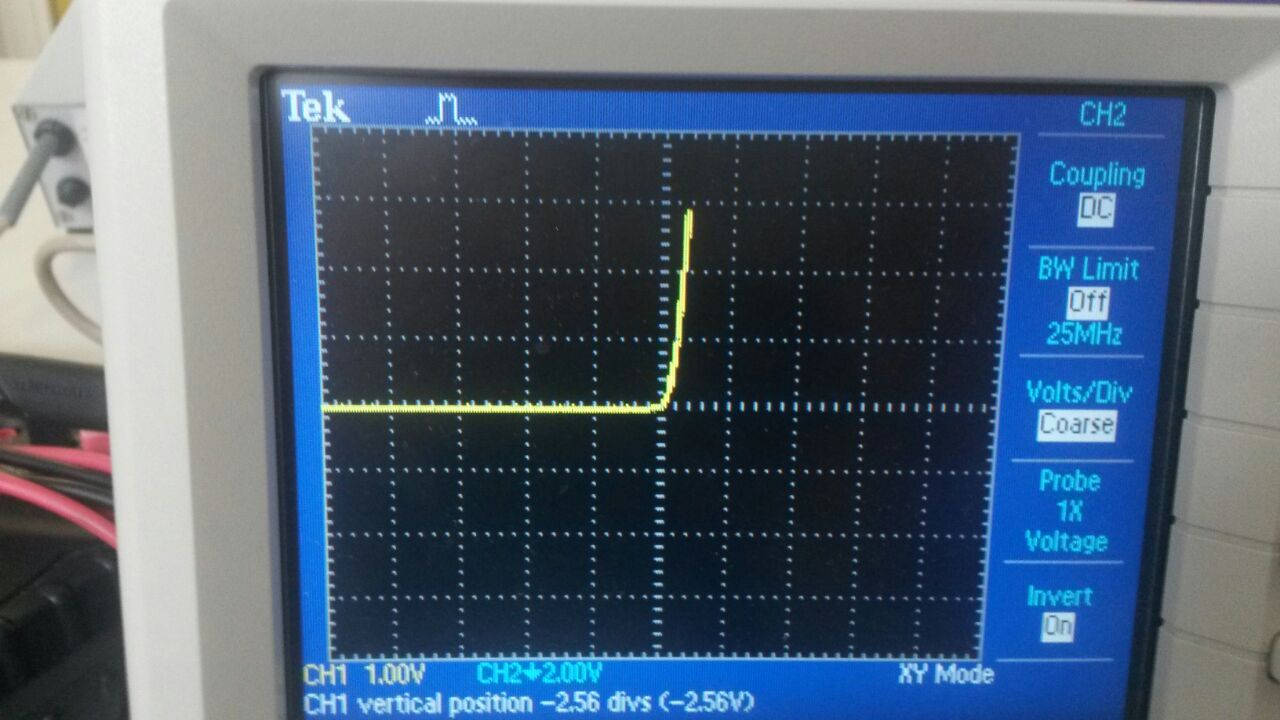 Tek
CH2
Coupling
DC
BW Limit
Off
25MHz
Volts/Div
Coarse
Probe
1X
Voltage
Invert
On
CH1 1.00V CH2↓2.00V XY Mode
CH1 vertical position -2.56 divs (-2.56V)